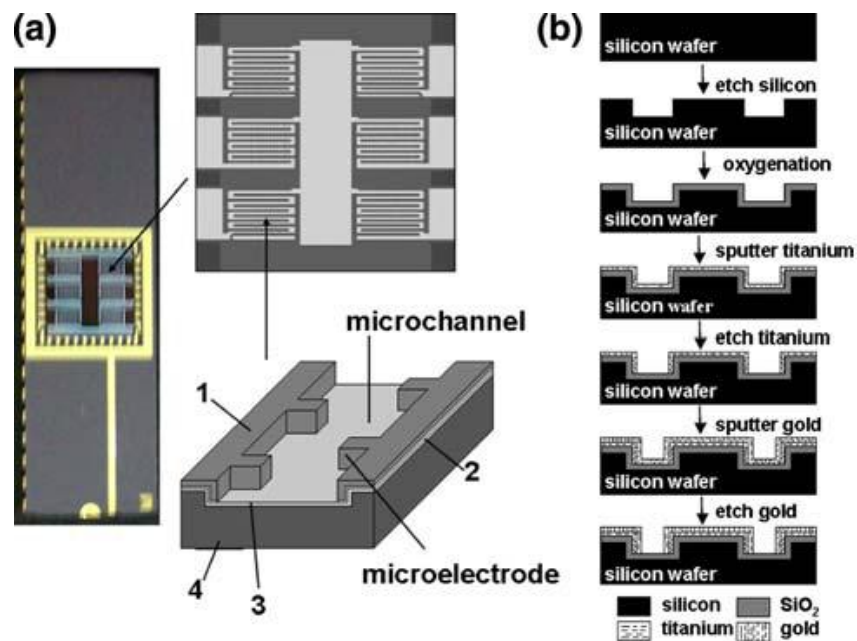 (a)
microchannel
1
2
microelectrode
4
3
(b)
silicon wafer
etch silicon
silicon wafer
oxygenation
silicon wafer
sputter titanium
silicon wafer
etch titanium
silicon wafer
sputter gold
silicon wafer
etch gold
silicon wafer
silicon SiO2
titanium gold